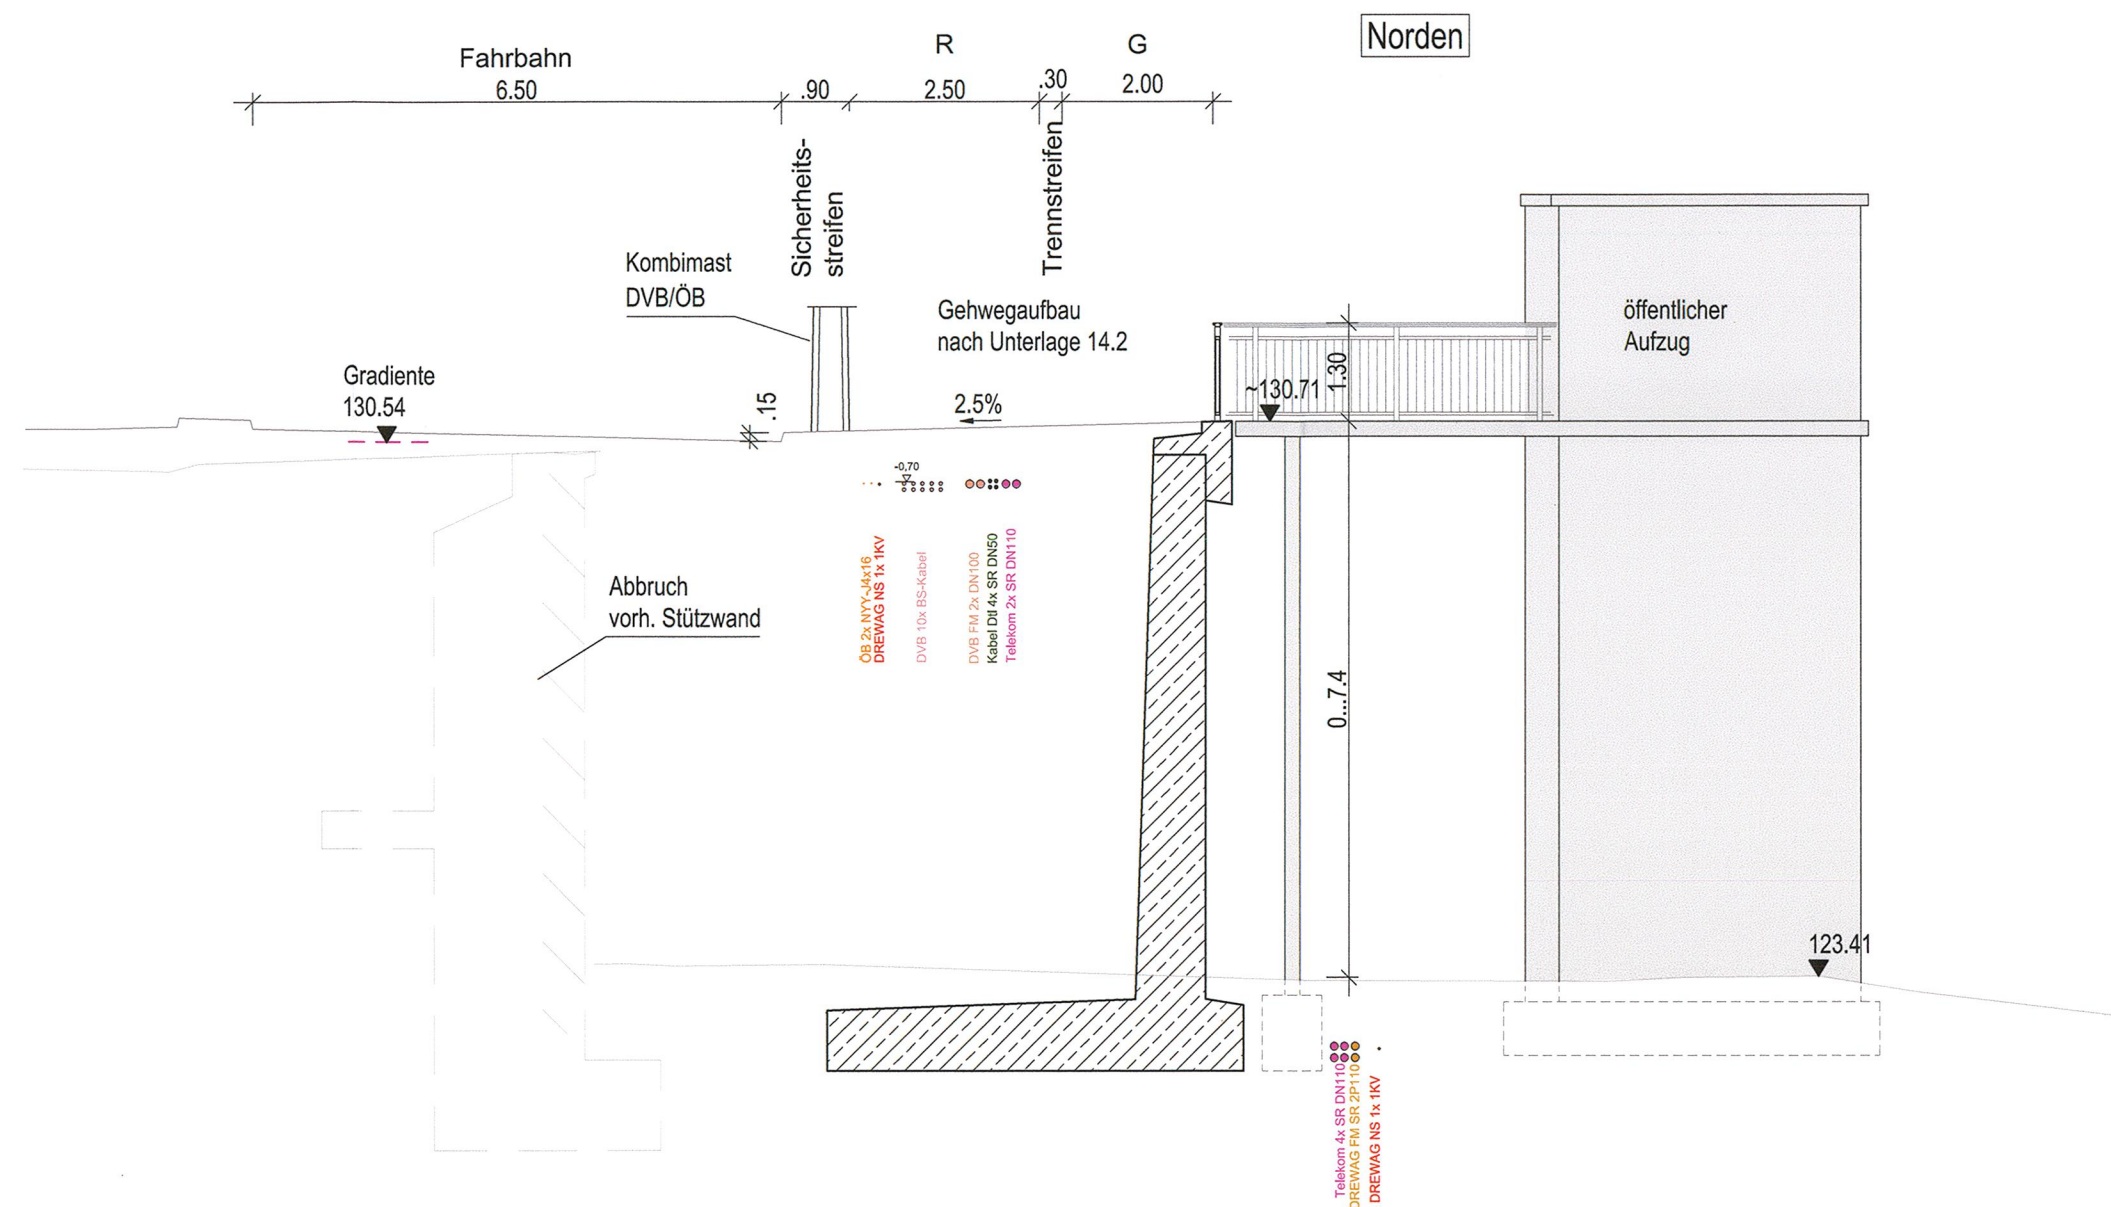 Norden
Fahrbahn
6.50
.90
R
2.50
.30
G
2.00
Sicherheits-
streifen
Trennstreifen
Kombimast
DVB/ÖB
Gehwegaufbau
nach Unterlage 14.2
öffentlicher
Aufzug
Gradiente
130.54
.15
2.5%
~130.71
1.30
-0,70
ÖB 2x NYY-J4x16
DREWAG NS 1x 1KV
DVB 10x BS-Kabel
DVB FM 2x DN100
Kabel Dtl 4x SR DN50
Telekom 2x SR DN110
Abbruch
vorh. Stützwand
0...7.4
123.41
Telekom 4x SR DN110
DREWAG FM SR 2P110
DREWAG NS 1x 1KV